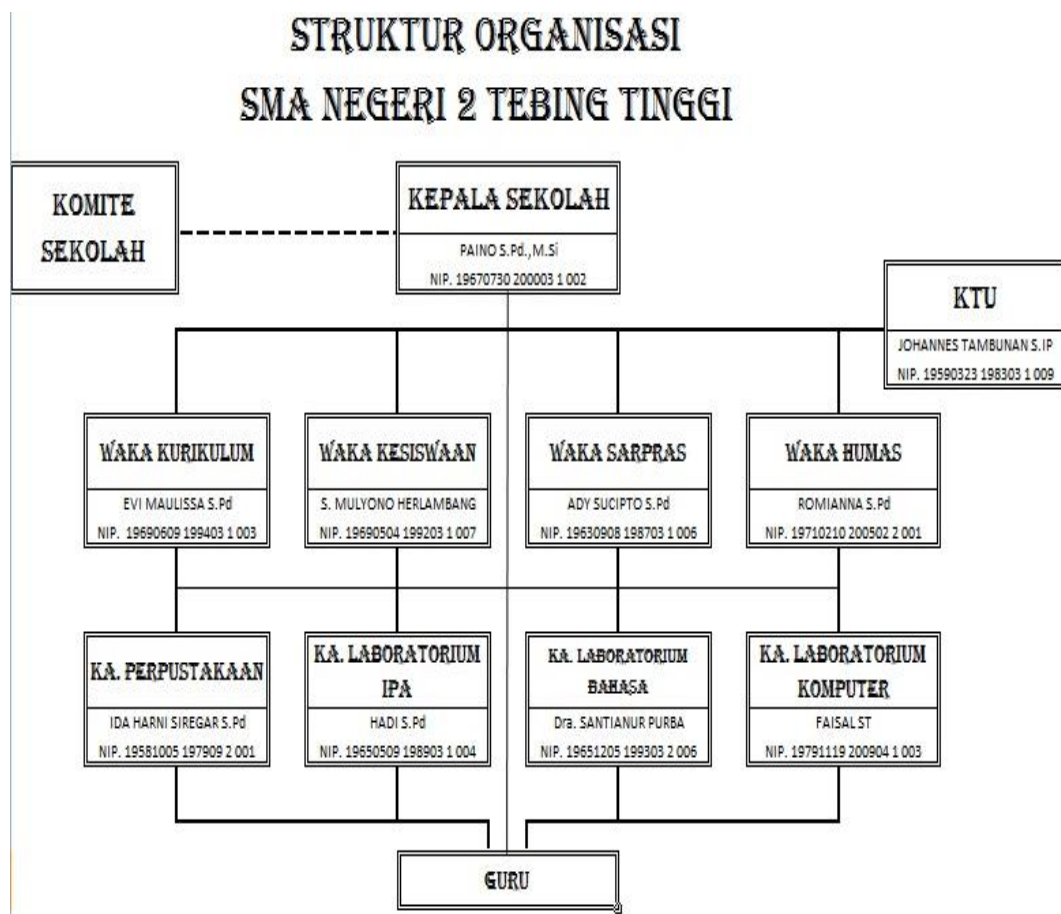 STRUKTUR ORGANISASI
SMA NEGERI 2 TEBING TINGGI
KOMITE
SEKOLAH
KEPALA SEKOLAH
PAINO S.Pd.,M.Si
NIP. 19670730 200003 1 002
KTU
JOHANNES TAMBUNAN S.IP
NIP. 19590323 198303 1 009
WAKA KURIKULUM
EVI MAULISSA S.Pd
NIP. 19690609 199403 1 003
WAKA KESISWAAN
S. MULYONO HERLAMBANG
NIP. 19690504 199203 1 007
WAKA SARPRAS
ADY SUCIPTO S.Pd
NIP. 19630908 198703 1 006
WAKA HUMAS
ROMIANNA S.Pd
NIP. 19710210 200502 2 001
KA. PERPUSTAKAAN
IDA HARNI SIREGAR S.Pd
NIP. 19581005 197909 2 001
KA. LABORATORIUM
IPA
HADI S.Pd
NIP. 19650509 198903 1 004
KA. LABORATORIUM
BAHASA
Dra. SANTIANUR PURBA
NIP. 19651205 199303 2 006
KA. LABORATORIUM
KOMPUTER
FAISAL ST
NIP. 19791119 200904 1 003
GURU